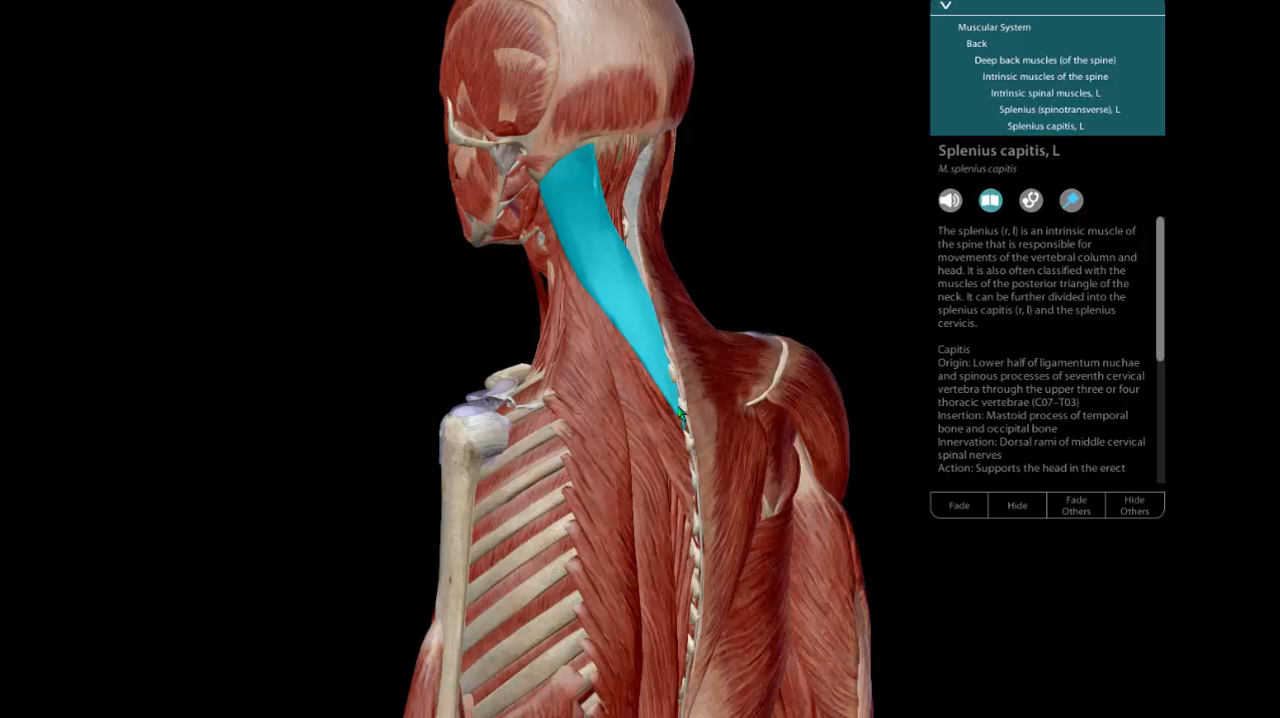 Muscular System
Back
Deep back muscles (of the spine)
Intrinsic muscles of the spine
Intrinsic spinal muscles, L
Splenius (spinotransverse), L
Splenius capitis, L
Splenius capitis, L
M. splenius capitis
The splenius (r, l) is an intrinsic muscle of
the spine that is responsible for
movements of the vertebral column and
head. It is also often classified with the
muscles of the posterior triangle of the
neck. It can be further divided into the
splenius capitis (r, l) and the splenius
cervicis.
Capitis
Origin: Lower half of ligamentum nuchae
and spinous processes of seventh cervical
vertebra through the upper three or four
thoracic vertebrae (C07–T03)
Insertion: Mastoid process of temporal
bone and occipital bone
Innervation: Dorsal rami of middle cervical
spinal nerves
Action: Supports the head in the erect
Fade
Hide
Fade Others
Hide Others